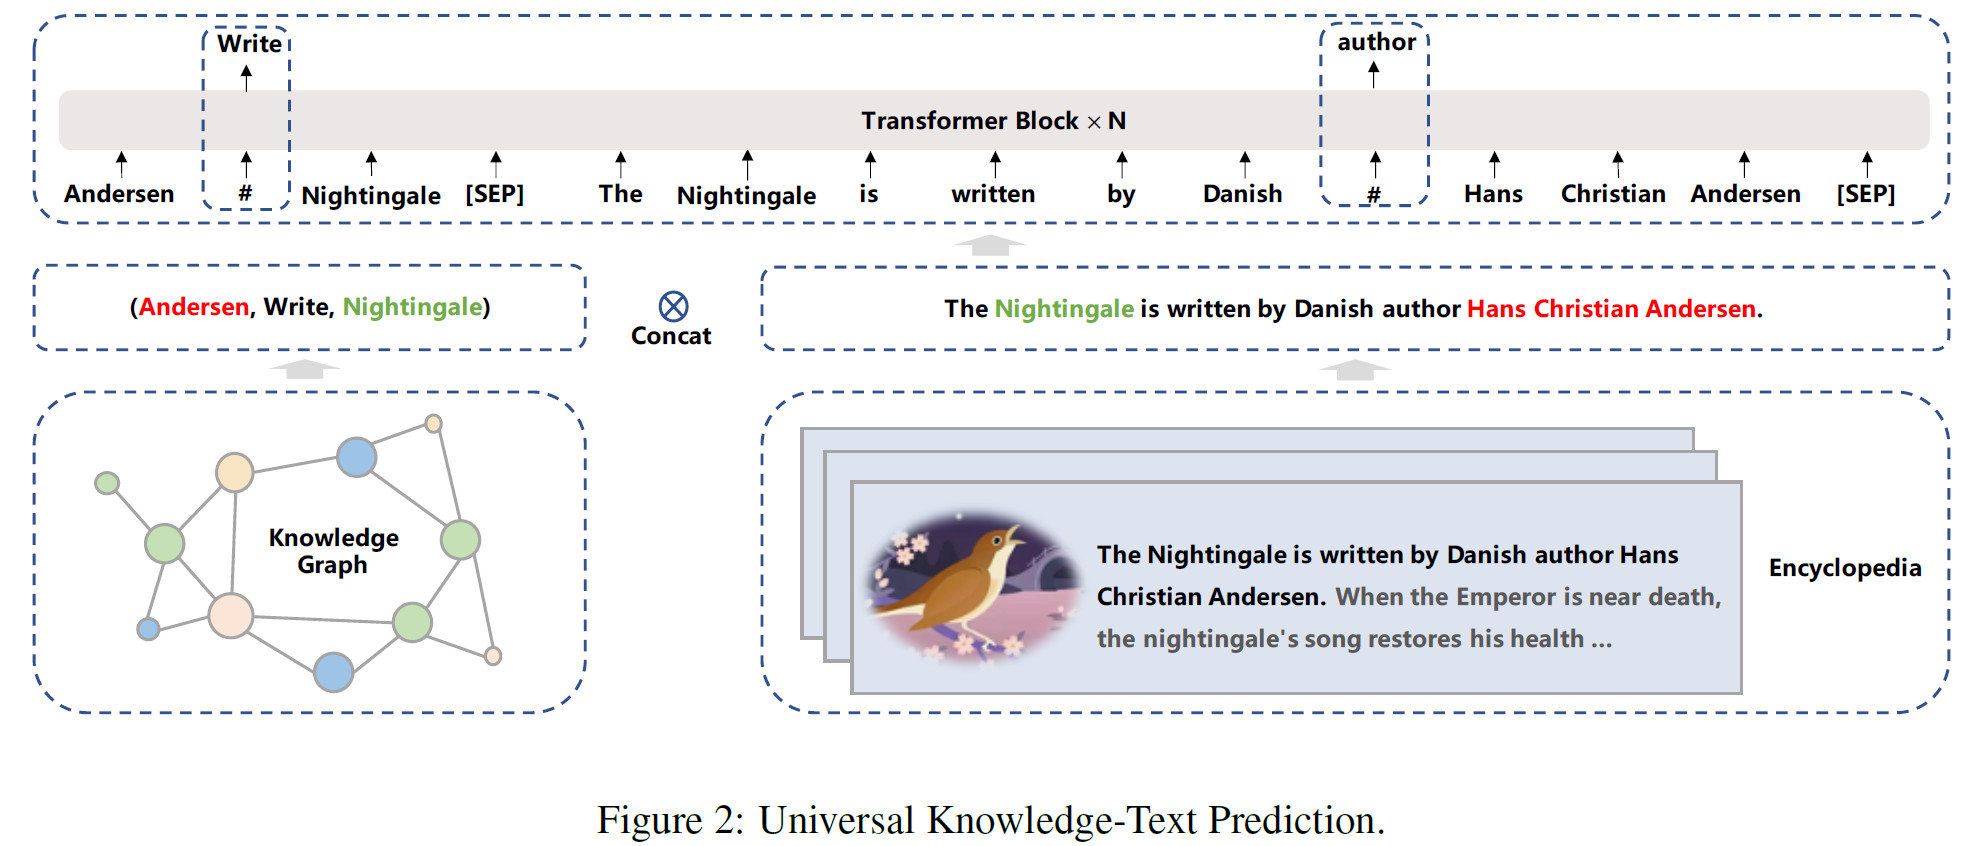 Write author
Transformer Block × N
Andersen # Nightingale [SEP] The Nightingale is written by Danish # Hans Christian Andersen [SEP]
(Andersen, Write, Nightingale)
Concat
The Nightingale is written by Danish author Hans Christian Andersen.
Knowledge
Graph
The Nightingale is written by Danish author Hans
Christian Andersen. When the Emperor is near death,
the nightingale's song restores his health ...
Encyclopedia
Figure 2: Universal Knowledge-Text Prediction.